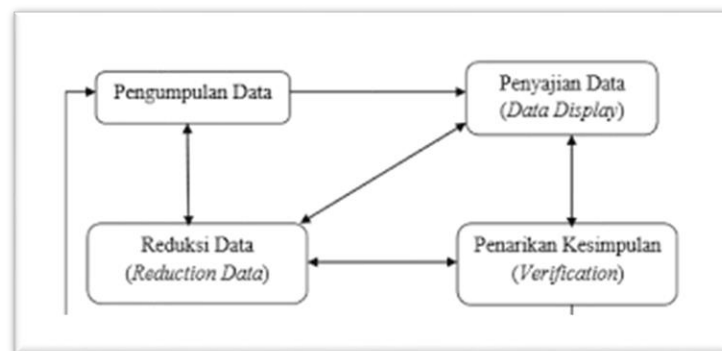 Pengumpulan Data
Penyajian Data
(Data Display)
Reduksi Data
(Reduction Data)
Penarikan Kesimpulan
(Verification)